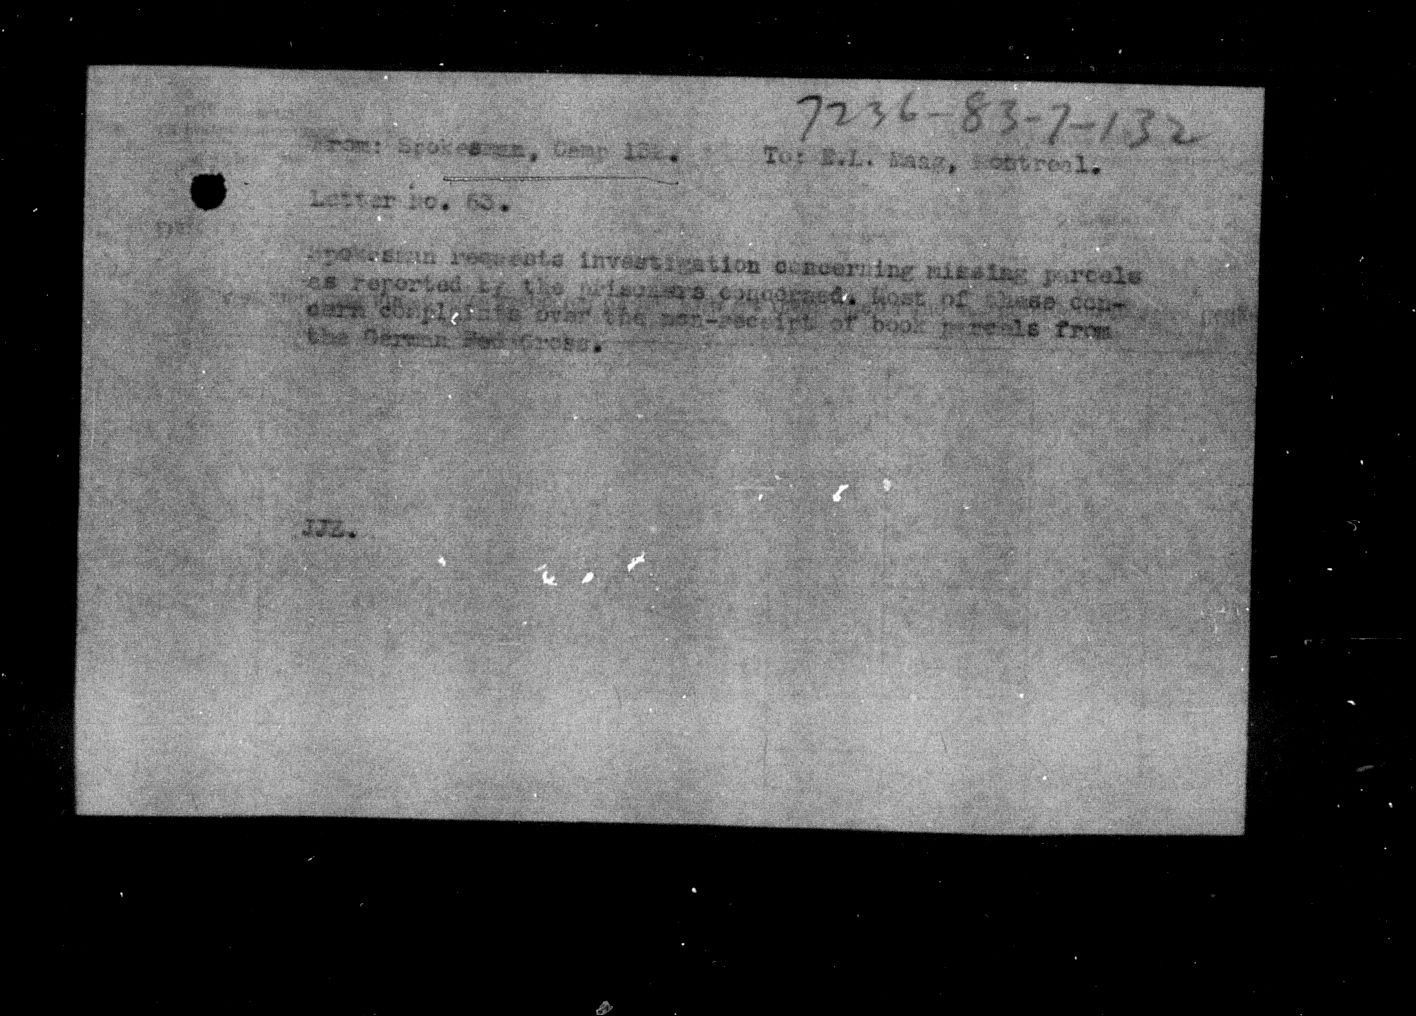 7236-83-7-132
From: Spokesman, Camp 132. To: E.L. Maag, Montreal.
Letter No. 63.
Spokesman requests investigation concerning missing parcels
as reported by the prisoners concerned. Most of these con-
cern complaints over the non-receipt of book parcels from
the German Red Cross.
JJZ.